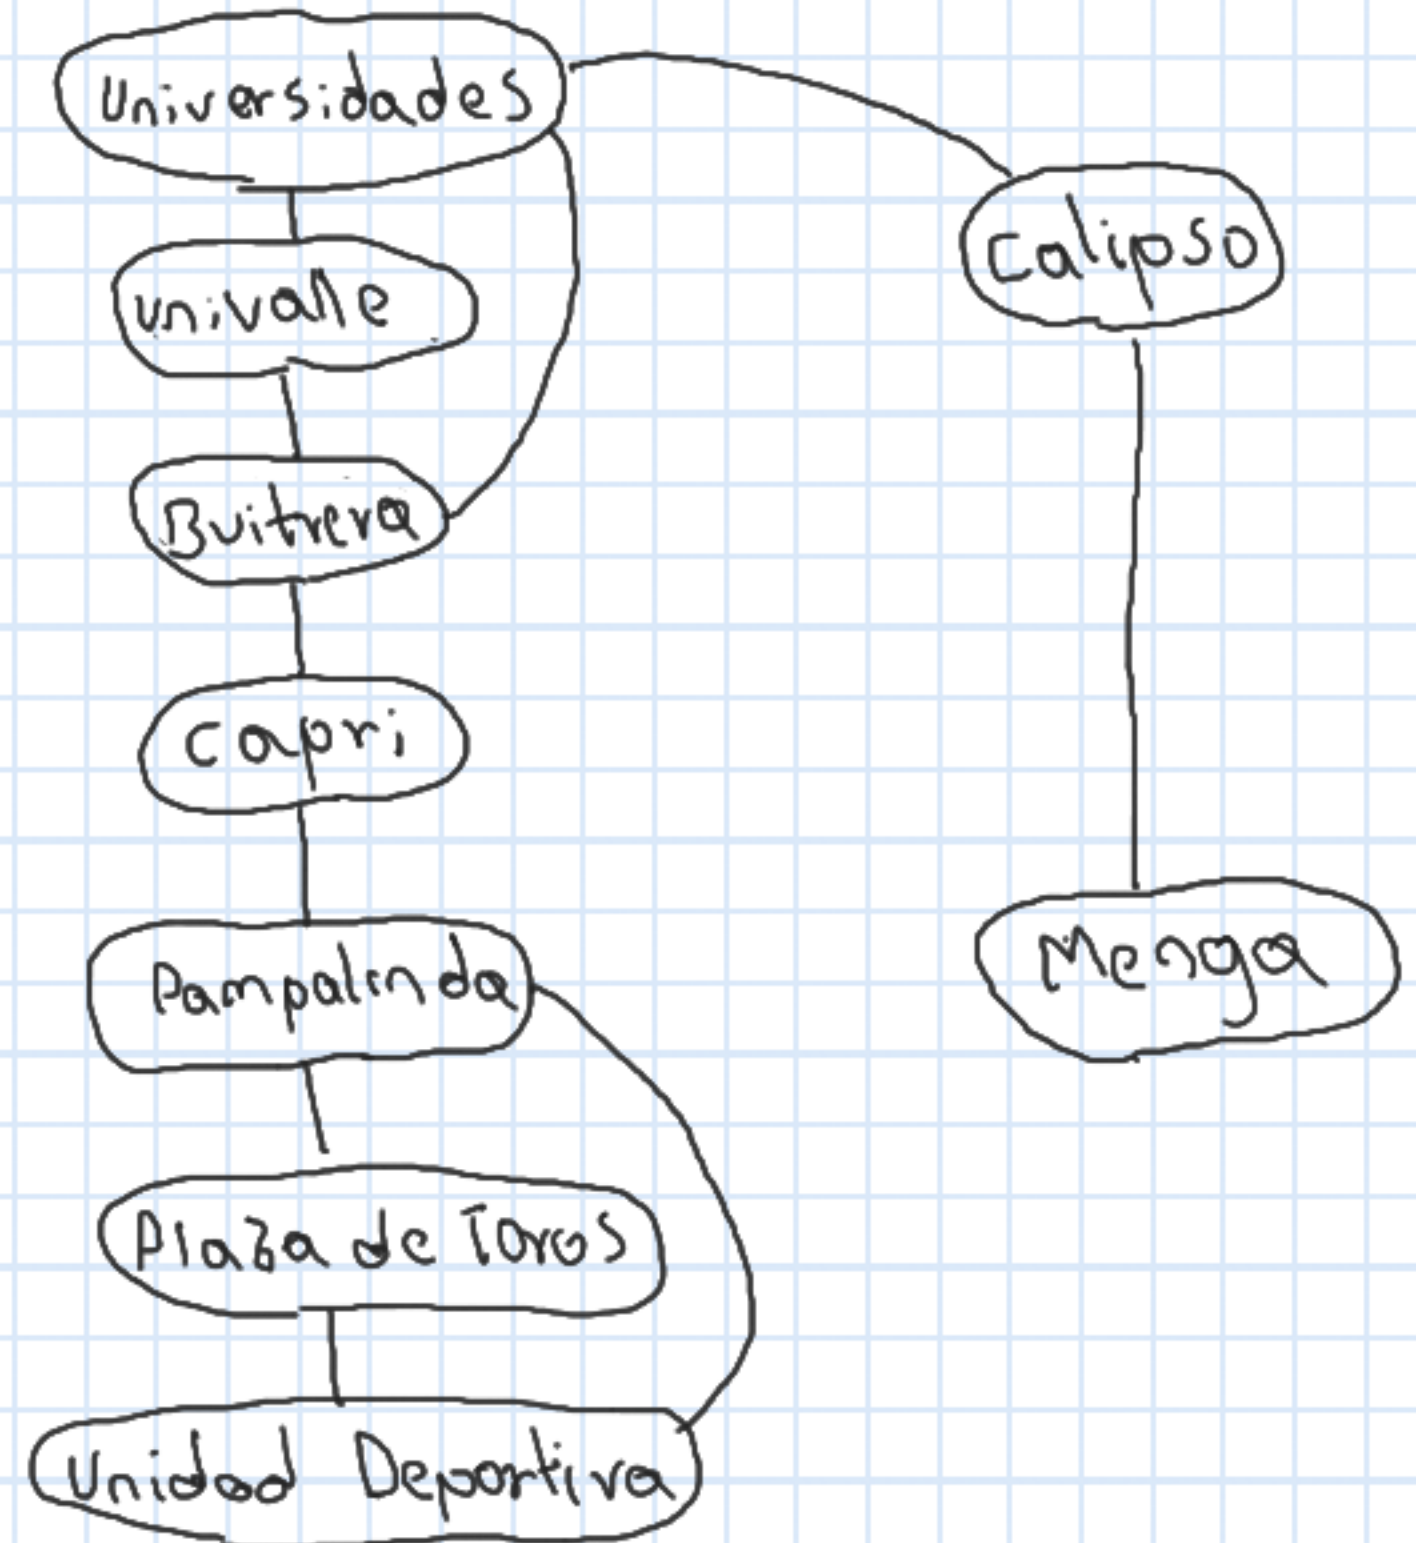 Universidades
Calipso
univalle
Buitrera
Capri
Pampalinda
Menga
Plaza de Toros
Unidad Deportiva